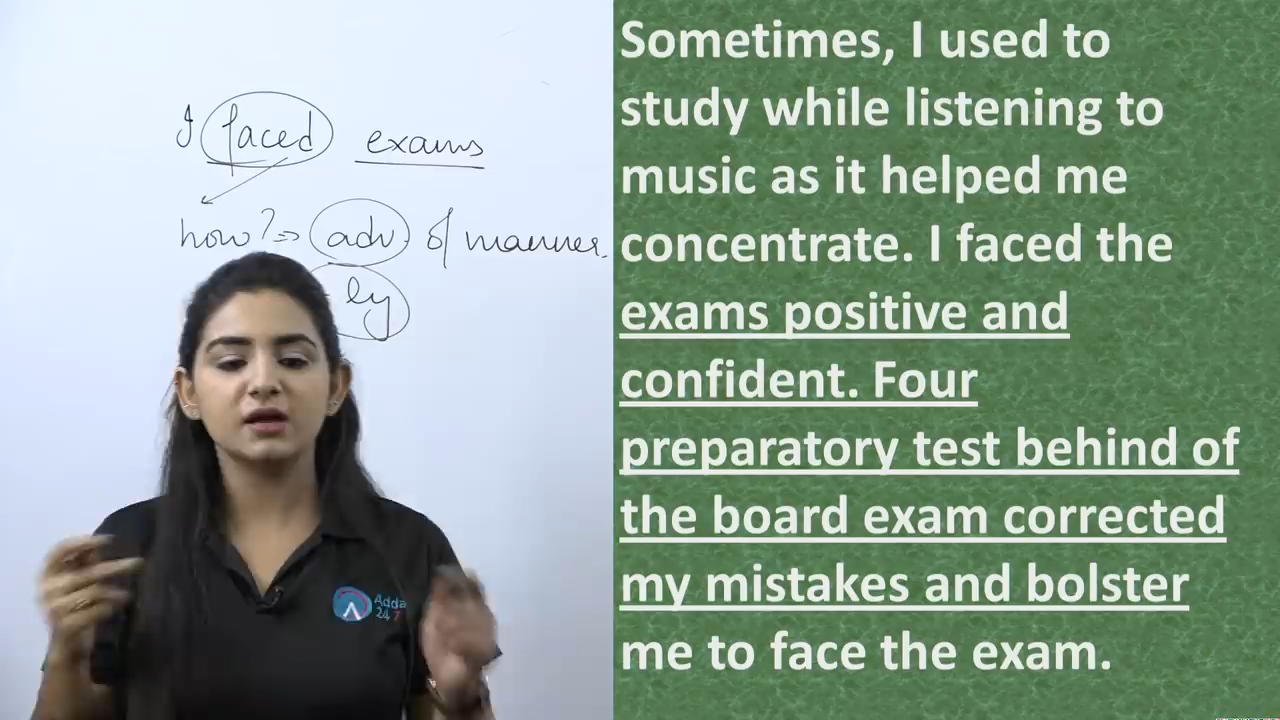 I faced exams
how? => adv. of manner.
- ly
Adda
247
Sometimes, I used to
study while listening to
music as it helped me
concentrate. I faced the
exams positive and
confident. Four
preparatory test behind of
the board exam corrected
my mistakes and bolster
me to face the exam.